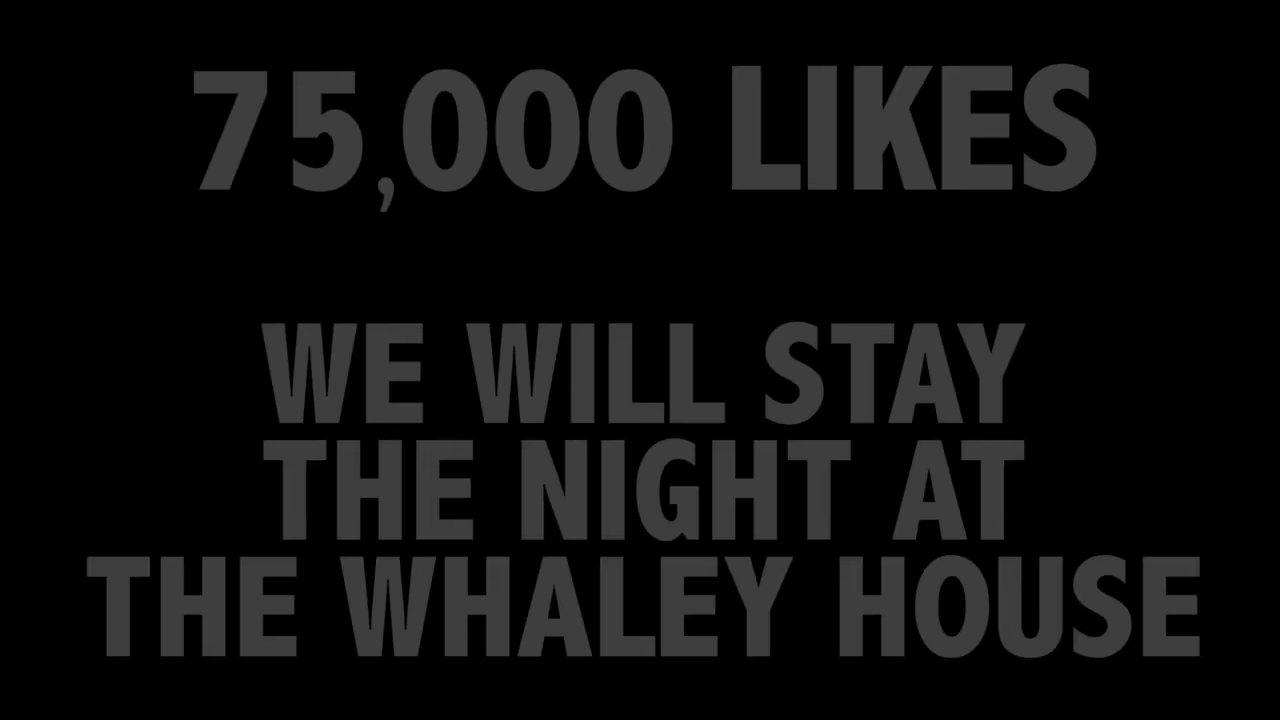 75,000 LIKES
WE WILL STAY
THE NIGHT AT
THE WHALEY HOUSE